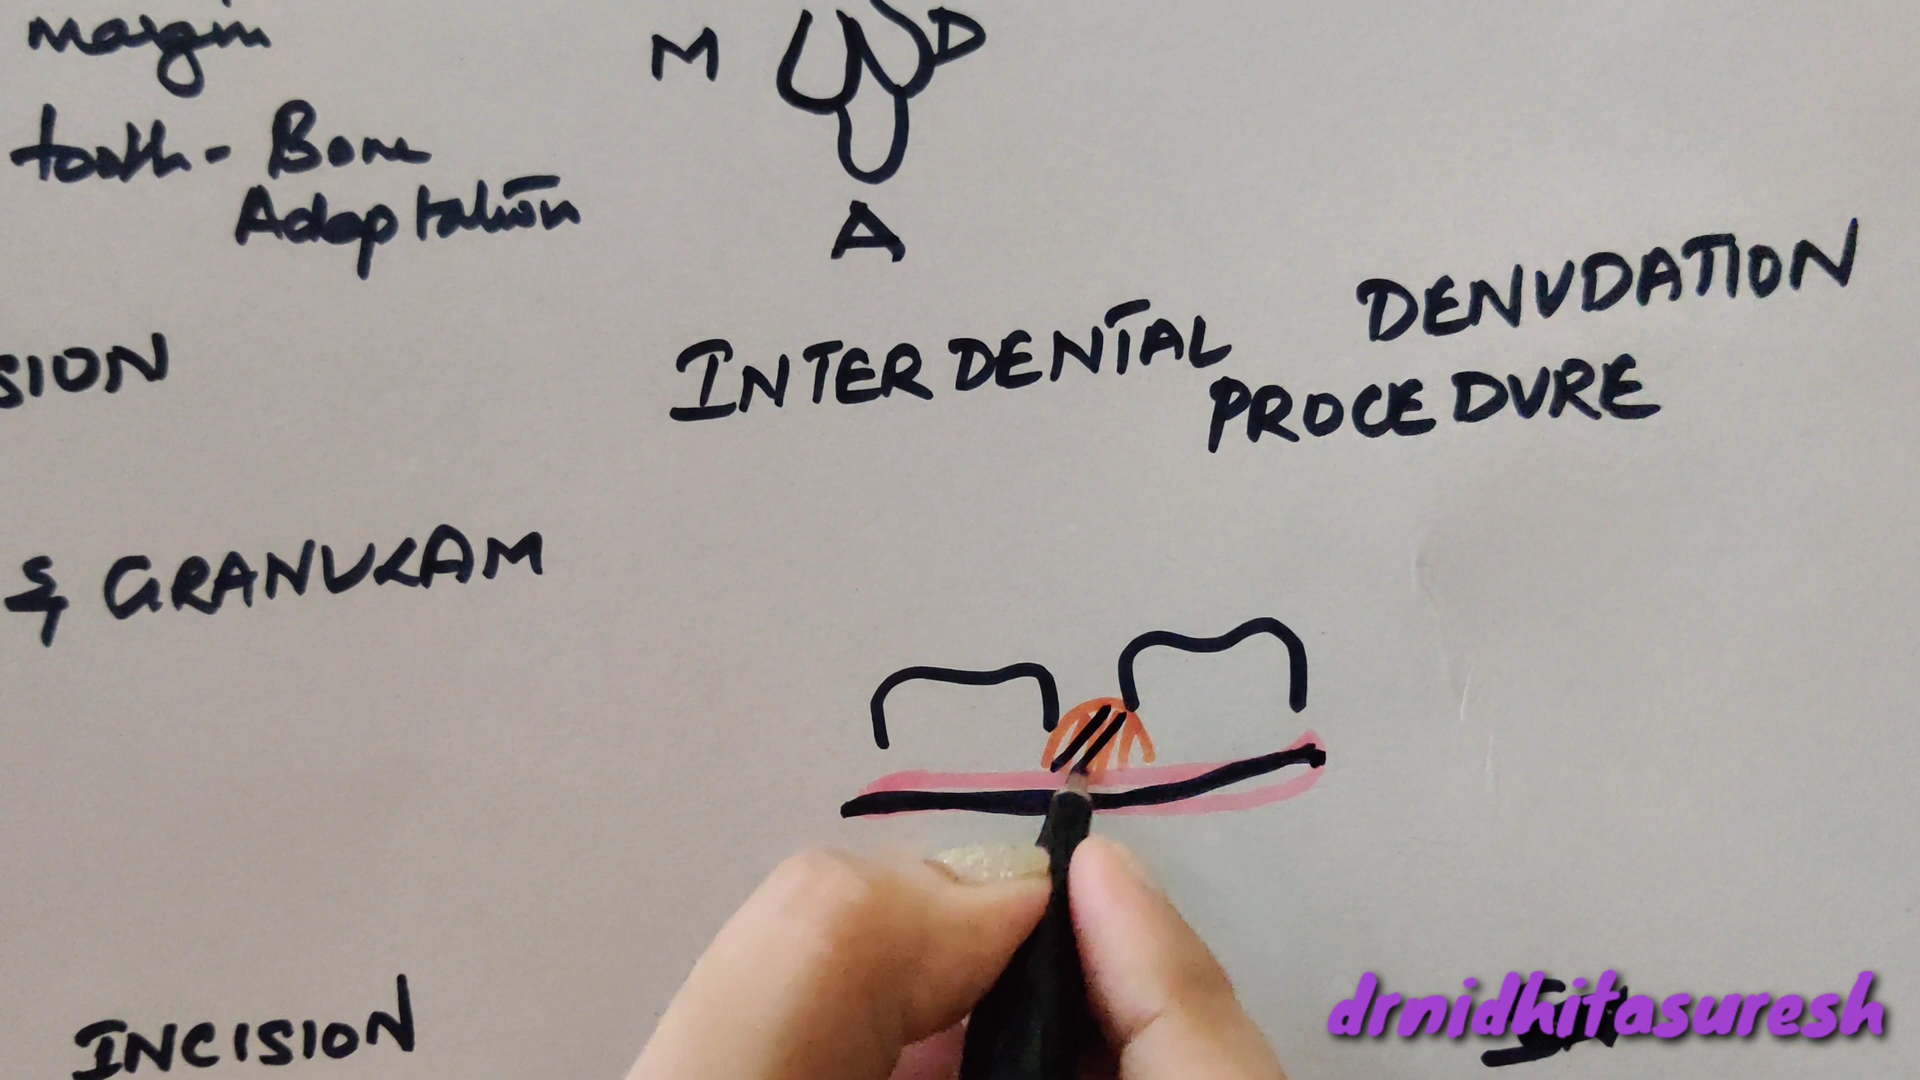 margin
M D
tooth - Bone
Adaptation
A
DENUDATION
INTERDENTAL
PROCEDURE
SION
& GRANULAM
INCISION
drnidhitasuresh